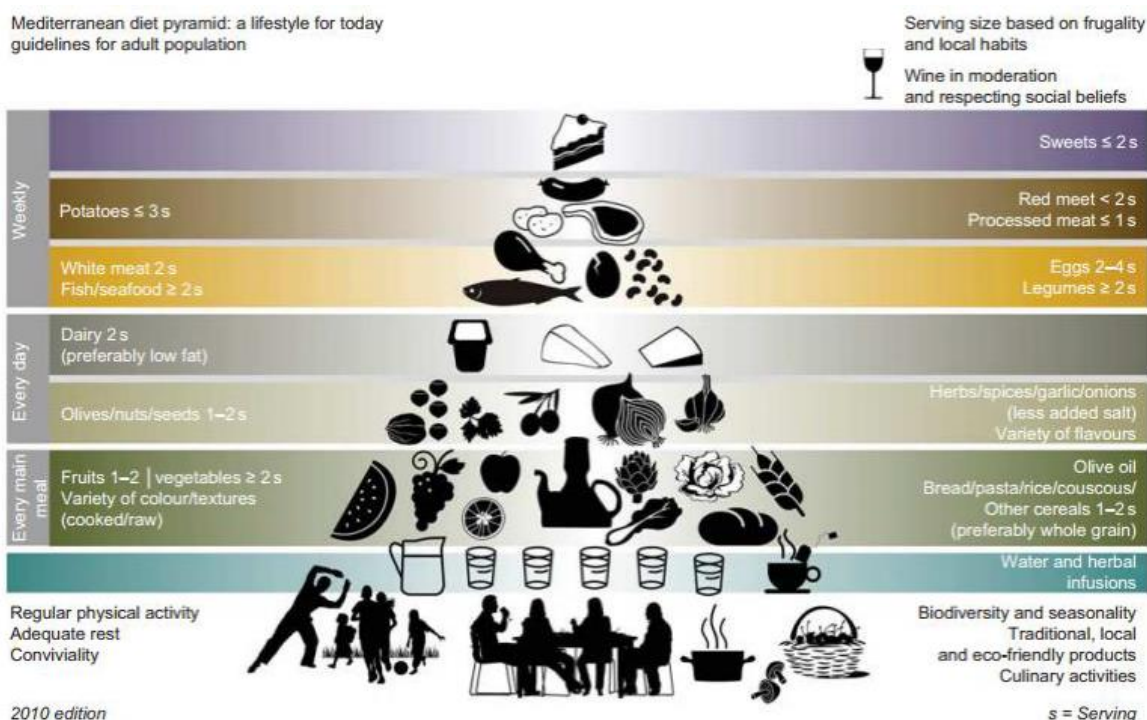 Mediterranean diet pyramid: a lifestyle for today
guidelines for adult population
Serving size based on frugality
and local habits
Wine in moderation
and respecting social beliefs
Weekly
Sweets ≤ 2 s
Potatoes ≤ 3 s
Red meet < 2 s
Processed meat ≤ 1 s
White meat 2 s
Fish/seafood ≥ 2 s
Eggs 2–4 s
Legumes ≥ 2 s
Every day
Dairy 2 s
(preferably low fat)
Olives/nuts/seeds 1–2 s
Herbs/spices/garlic/onions
(less added salt)
Variety of flavours
Every main
meal
Fruits 1–2 | vegetables ≥ 2 s
Variety of colour/textures
(cooked/raw)
Olive oil
Bread/pasta/rice/couscous/
Other cereals 1–2 s
(preferably whole grain)
Water and herbal
infusions
Regular physical activity
Adequate rest
Conviviality
Biodiversity and seasonality
Traditional, local
and eco-friendly products
Culinary activities
2010 edition
s = Serving